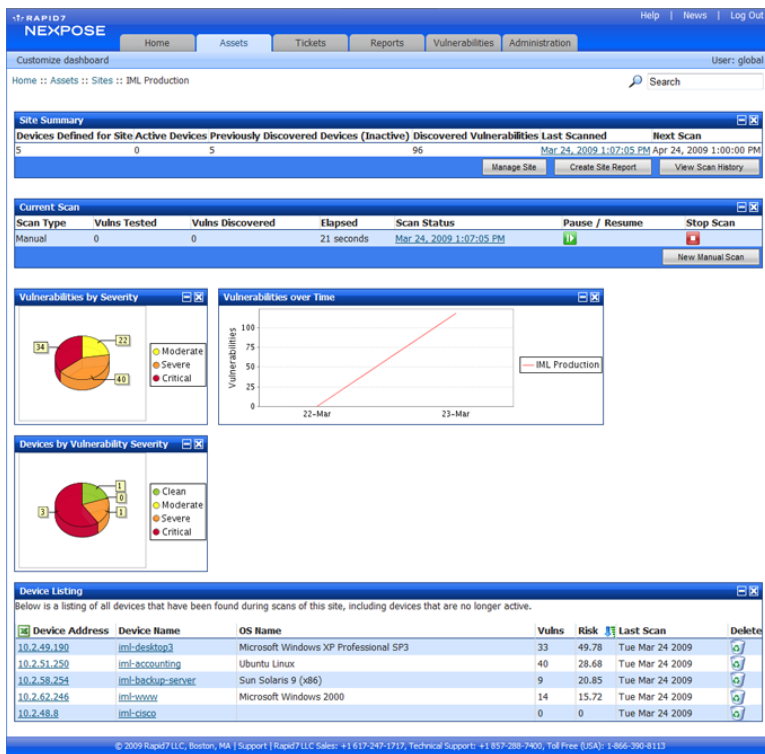 RAPID7
NEXPOSE
Help | News | Log Out
Home Assets Tickets Reports Vulnerabilities Administration
Customize dashboard User: global
Home :: Assets :: Sites :: IML Production Search
Site Summary
Devices Defined for Site Active Devices Previously Discovered Devices (Inactive) Discovered Vulnerabilities Last Scanned Next Scan
5 0 5 96 Mar 24, 2009 1:07:05 PM Apr 24, 2009 1:00:00 PM
Manage Site Create Site Report View Scan History
Current Scan
Scan Type Vulns Tested Vulns Discovered Elapsed Scan Status Pause / Resume Stop Scan
Manual 0 0 21 seconds Mar 24, 2009 1:07:05 PM
New Manual Scan
Vulnerabilities by Severity
34
22
40
Moderate
Severe
Critical
Vulnerabilities over Time
Vulnerabilities
100
75
50
25
0
22-Mar 23-Mar
IML Production
Devices by Vulnerability Severity
1
0
3
1
Clean
Moderate
Severe
Critical
Device Listing
Below is a listing of all devices that have been found during scans of this site, including devices that are no longer active.
Device Address Device Name OS Name Vulns Risk Last Scan Delete
10.2.49.190 iml-desktop3 Microsoft Windows XP Professional SP3 33 49.78 Tue Mar 24 2009
10.2.51.250 iml-accounting Ubuntu Linux 40 28.68 Tue Mar 24 2009
10.2.58.254 iml-backup-server Sun Solaris 9 (x86) 9 20.85 Tue Mar 24 2009
10.2.62.246 iml-www Microsoft Windows 2000 14 15.72 Tue Mar 24 2009
10.2.48.8 iml-cisco 0 0 Tue Mar 24 2009
© 2009 Rapid7 LLC, Boston, MA | Support | Rapid7 LLC Sales: +1 617-247-1717, Technical Support: +1 857-288-7400, Toll Free (USA): 1-866-390-8113